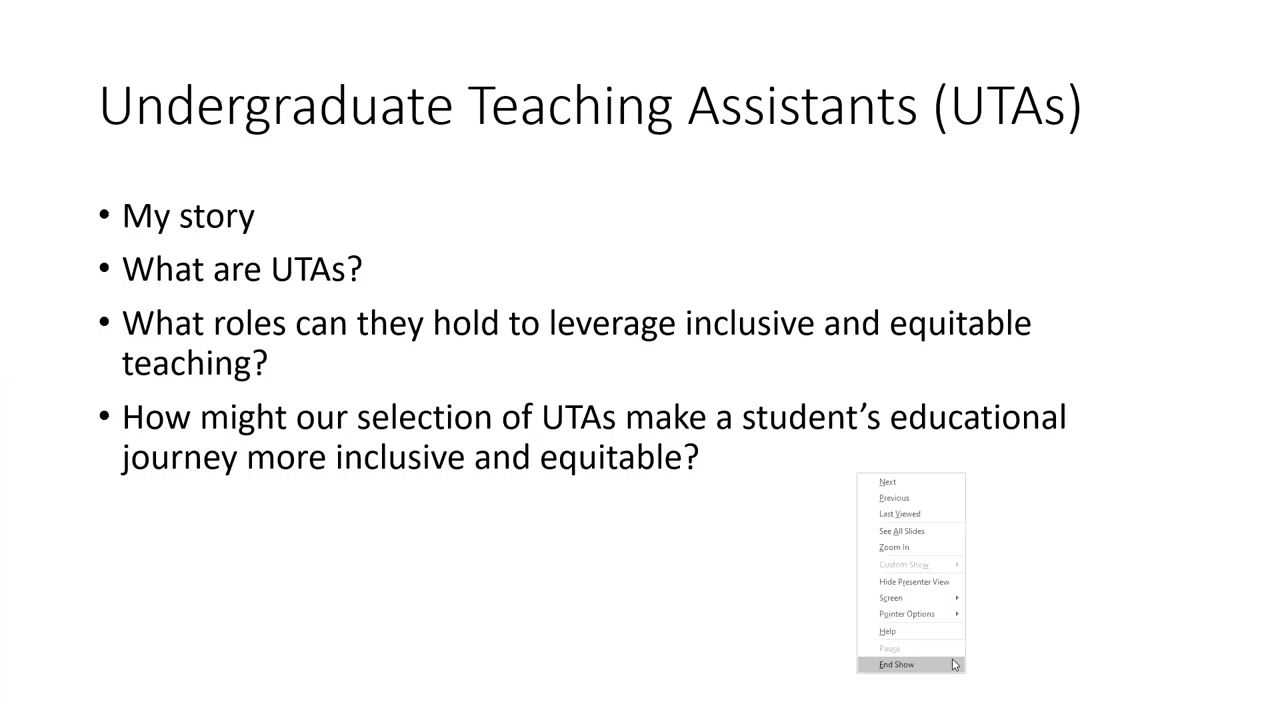 Undergraduate Teaching Assistants (UTAs)
• My story
• What are UTAs?
• What roles can they hold to leverage inclusive and equitable
teaching?
• How might our selection of UTAs make a student’s educational
journey more inclusive and equitable?
Next
Previous
Last Viewed
See All Slides
Zoom In
Custom Show
Hide Presenter View
Screen
Pointer Options
Help
Pause
End Show